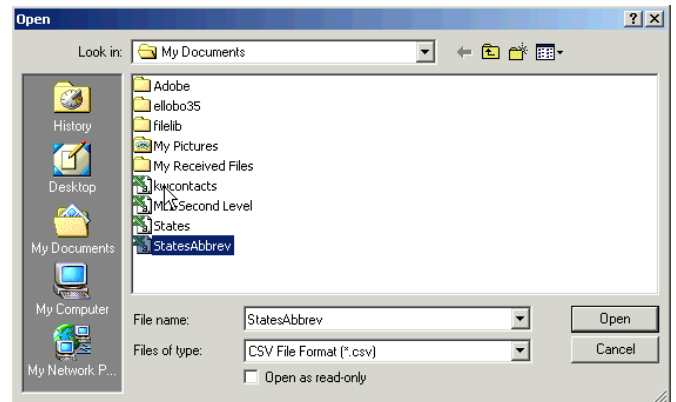 Open
Look in: My Documents
History
Desktop
My Documents
My Computer
My Network P...
Adobe
ellobo35
filelib
My Pictures
My Received Files
States
StatesAbbrev
Second Level
File name: StatesAbbrev
Open
Files of type: CSV File Format (*.csv)
Cancel
Open as read-only